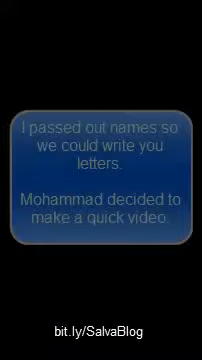 I passed out names so
we could write you
letters.
Mohammad decided to
make a quick video.
bit.ly/SalvaBlog